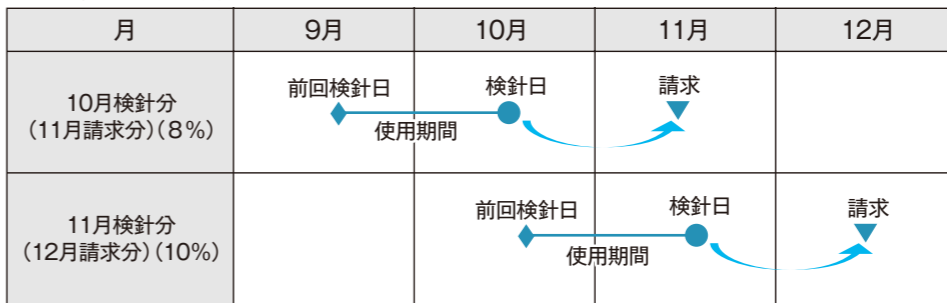 月 9月 10月 11月 12月
10月検針分
(11月請求分)(8%)
前回検針日 検針日 請求
使用期間
11月検針分
(12月請求分)(10%)
前回検針日 検針日 請求
使用期間